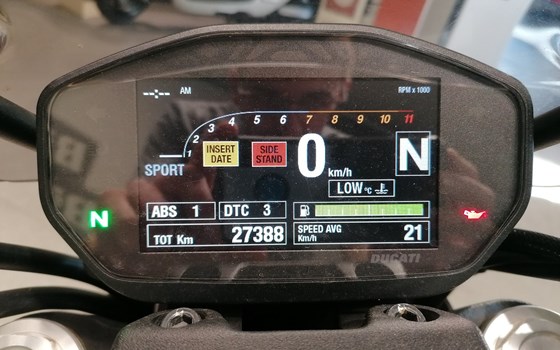 --:-- AM
RPM x 1000
1 2 3 4 5 6 7 8 9 10 11
INSERT DATE
SIDE STAND
0 km/h
N
SPORT
LOW °C
N
ABS 1
DTC 3
TOT Km 27388
SPEED AVG Km/h 21
DUCATI